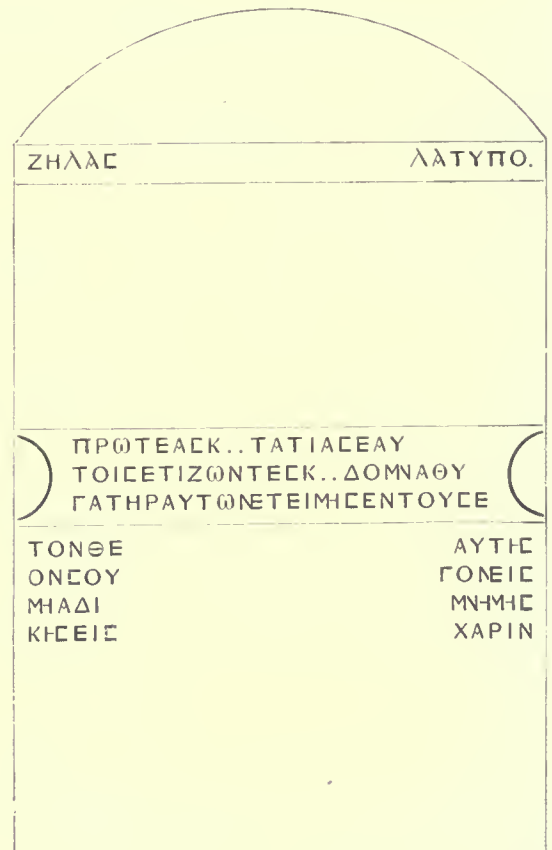 ΖΗΛΑΣ ΛΑΤΥΠΟ.
ΠΡΩΤΕΑΣΚ..ΤΑΤΙΑΣΕΑΥ
ΤΟΙΣΕΤΙΖΩΝΤΕΣΚ..ΔΟΜΝΑΘΥ
ΓΑΤΗΡΑΥΤΩΝΕΤΕΙΜΗΣΕΝΤΟΥΣΕ
ΤΟΝΘΕ ΑΥΤΗΣ
ΟΝΣΟΥ ΓΟΝΕΙΣ
ΜΗΑΔΙ ΜΝΗΜΗΣ
ΚΗΣΕΙΣ ΧΑΡΙΝ